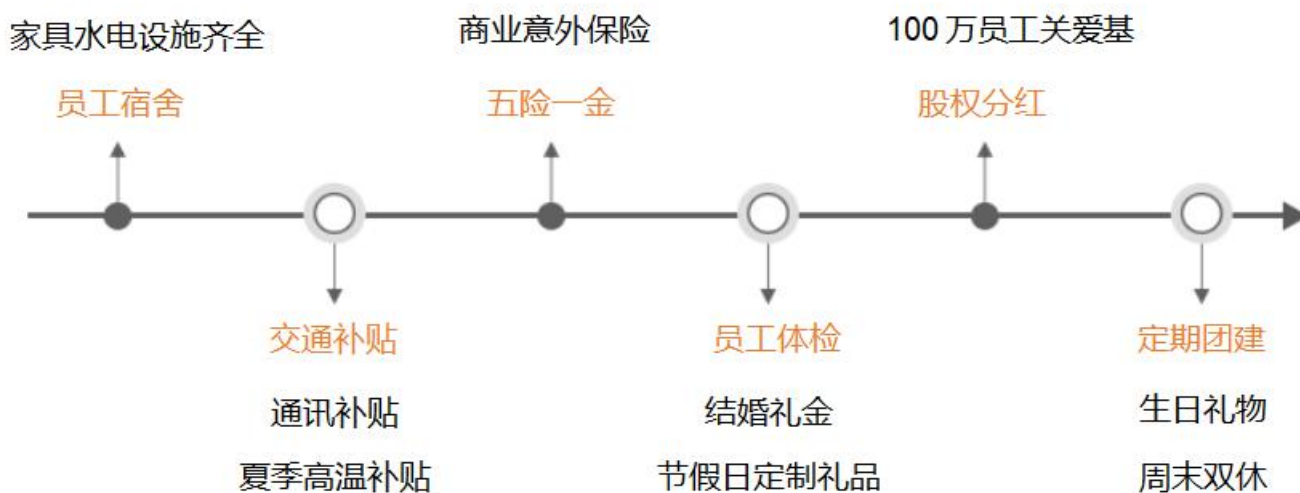 家具水电设施齐全
员工宿舍
商业意外保险
五险一金
100 万员工关爱基
股权分红
交通补贴
通讯补贴
夏季高温补贴
员工体检
结婚礼金
节假日定制礼品
定期团建
生日礼物
周末双休